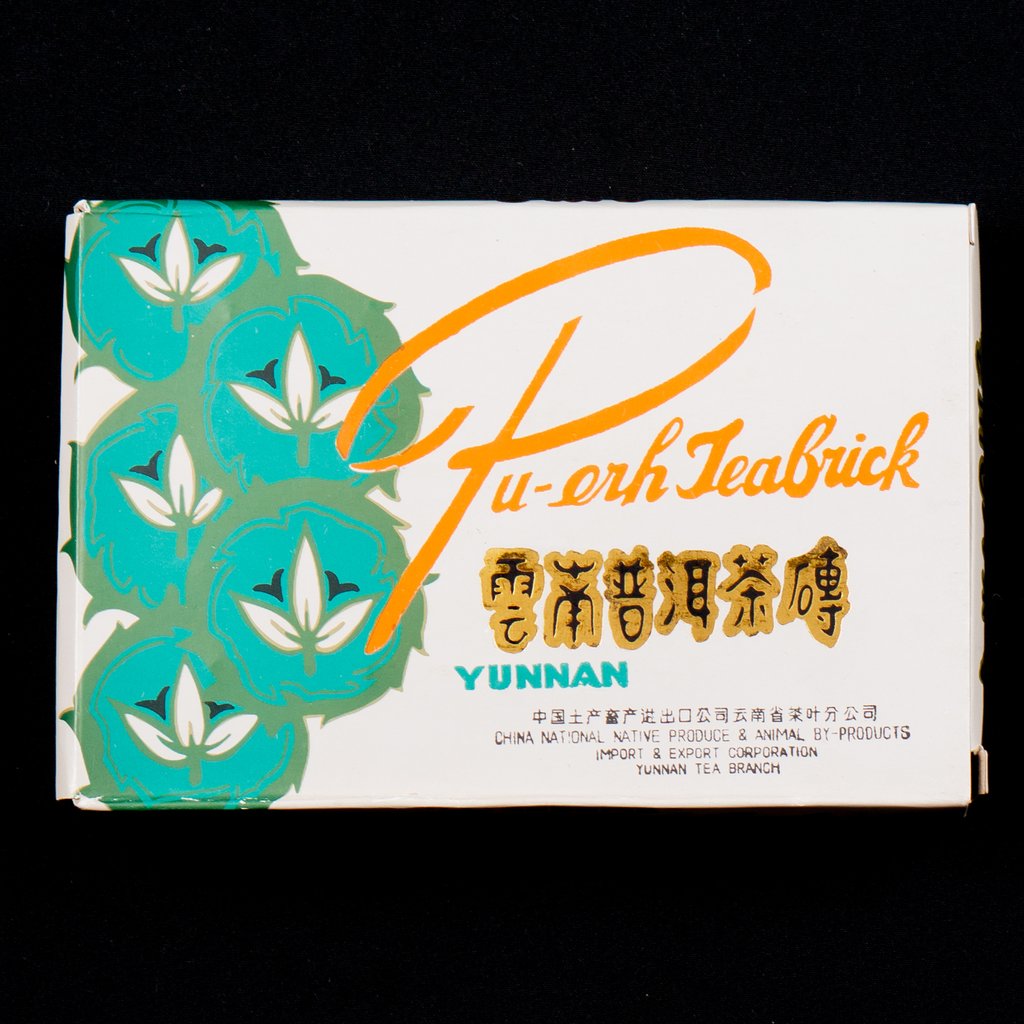 Pu-erh Teabrick
雲南普洱茶磚
YUNNAN
中国土产畜产进出口公司云南省茶叶分公司
CHINA NATIONAL NATIVE PRODUCE & ANIMAL BY-PRODUCTS
IMPORT & EXPORT CORPORATION
YUNNAN TEA BRANCH